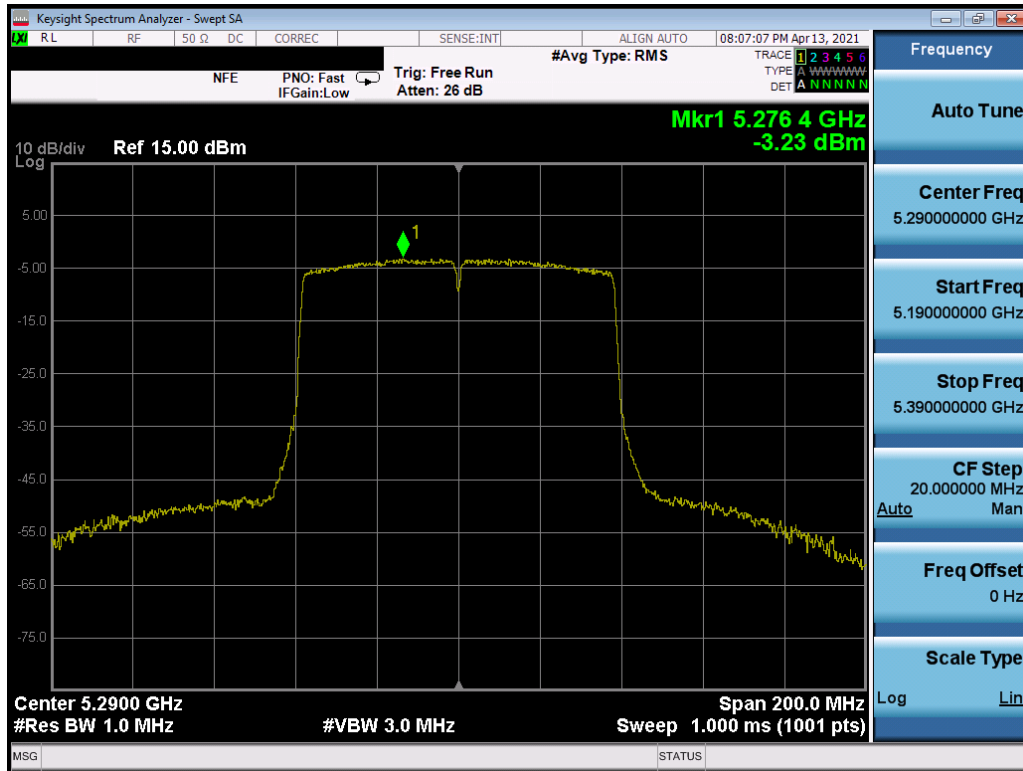 Keysight Spectrum Analyzer - Swept SA
LXI RL RF 50 Ω DC CORREC SENSE:INT ALIGN AUTO 08:07:07 PM Apr 13, 2021
NFE PNO: Fast Trig: Free Run #Avg Type: RMS TRACE 1 2 3 4 5 6
IFGain:Low Atten: 26 dB TYPE A WWWWW
DET A N N N N N
Mkr1 5.276 4 GHz
-3.23 dBm
10 dB/div Ref 15.00 dBm
Log
5.00
1
-5.00
-15.0
-25.0
-35.0
-45.0
-55.0
-65.0
-75.0
Center 5.2900 GHz Span 200.0 MHz
#Res BW 1.0 MHz #VBW 3.0 MHz Sweep 1.000 ms (1001 pts)
MSG STATUS
Frequency
Auto Tune
Center Freq
5.290000000 GHz
Start Freq
5.190000000 GHz
Stop Freq
5.390000000 GHz
CF Step
20.000000 MHz
Auto Man
Freq Offset
0 Hz
Scale Type
Log Lin